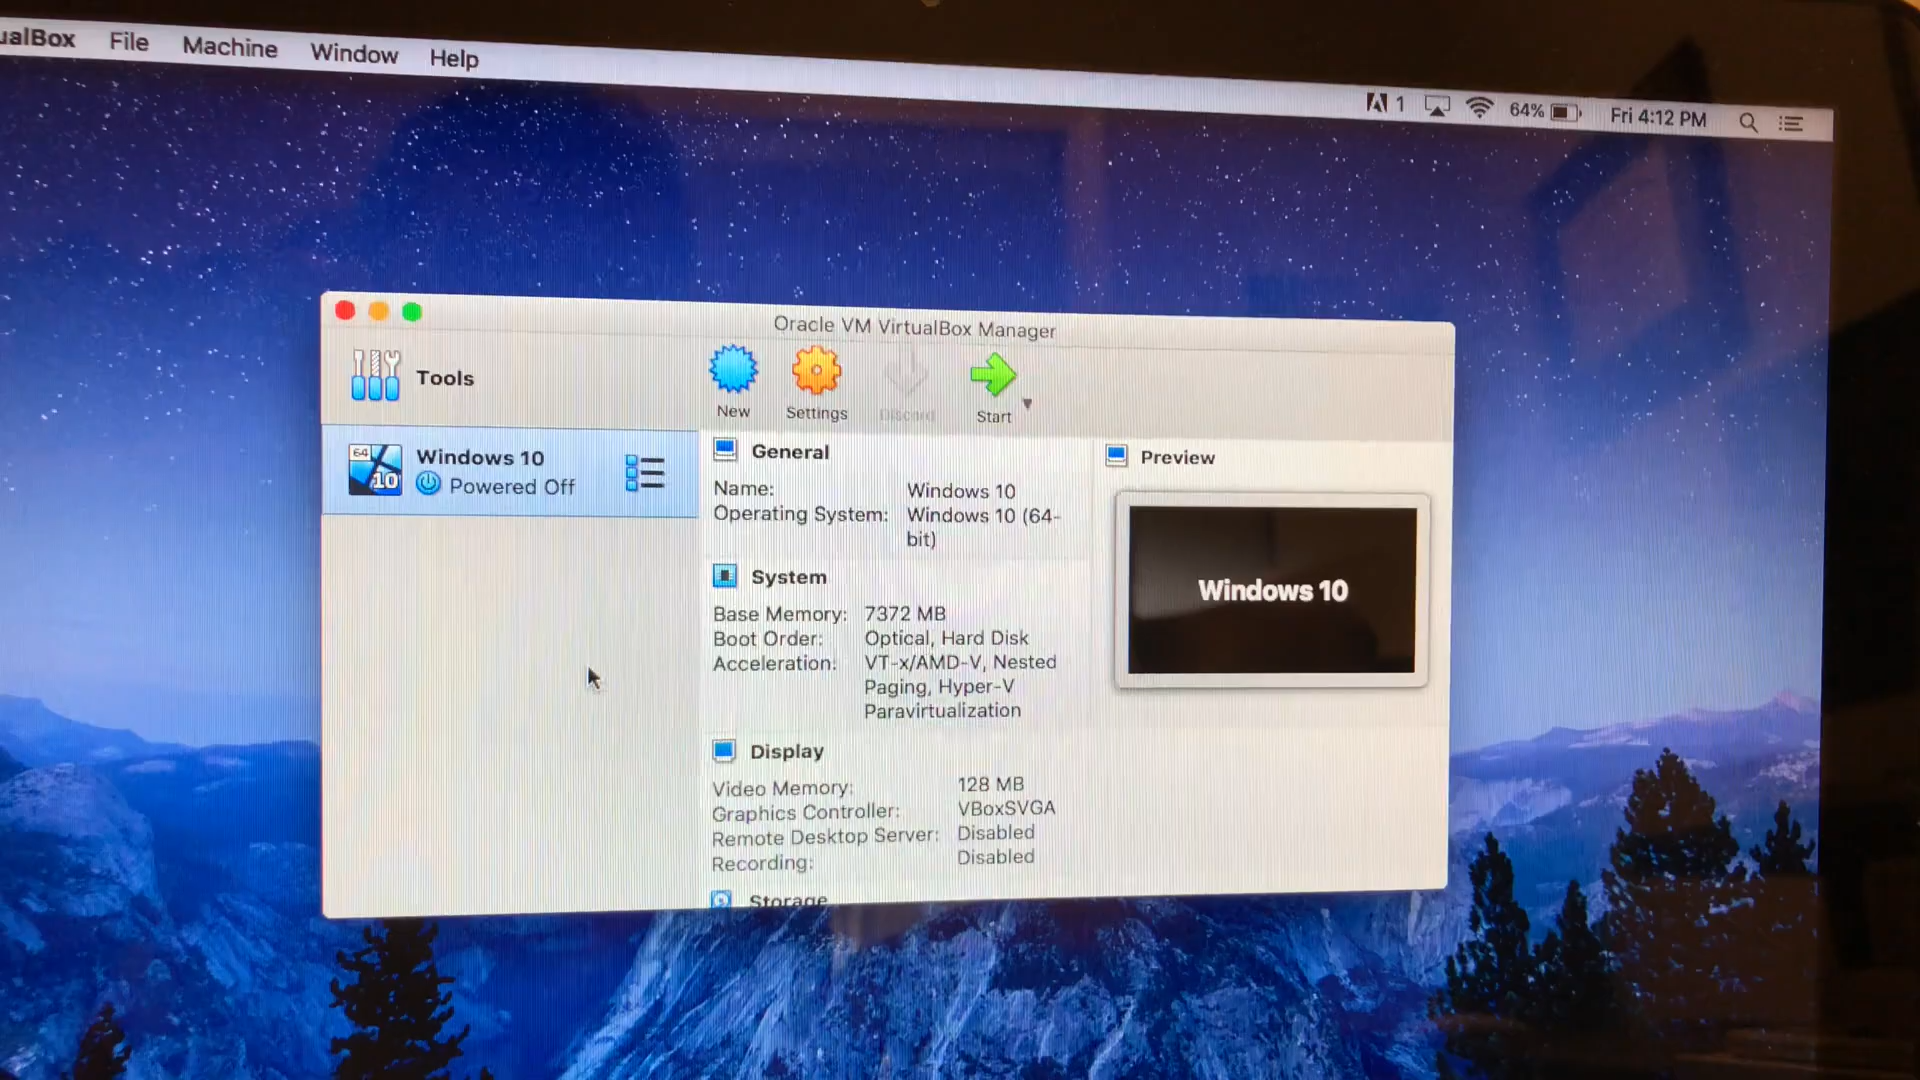 ualBox File Machine Window Help
1 64% Fri 4:12 PM
Oracle VM VirtualBox Manager
Tools
New Settings Discard Start
64
10
Windows 10
Powered Off
General
Name: Windows 10
Operating System: Windows 10 (64-
bit)
System
Base Memory: 7372 MB
Boot Order: Optical, Hard Disk
Acceleration: VT-x/AMD-V, Nested
Paging, Hyper-V
Paravirtualization
Display
Video Memory: 128 MB
Graphics Controller: VBoxSVGA
Remote Desktop Server: Disabled
Recording: Disabled
Storage
Preview
Windows 10